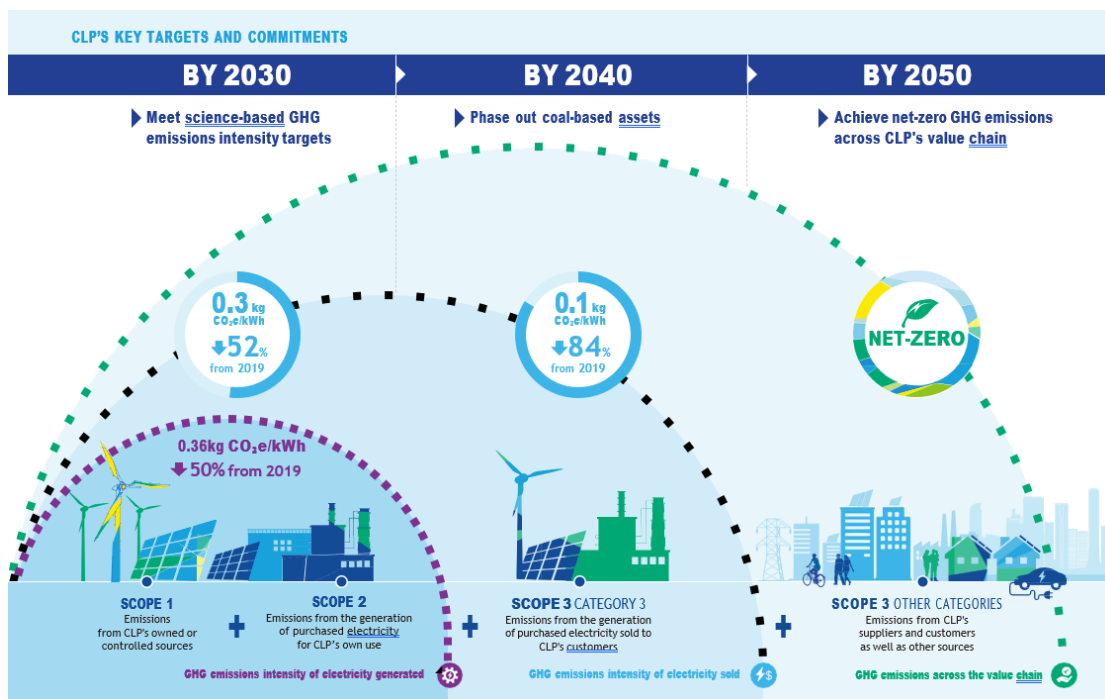 CLP'S KEY TARGETS AND COMMITMENTS
BY 2030
BY 2040
BY 2050
Meet science-based GHG
emissions intensity targets
Phase out coal-based assets
Achieve net-zero GHG emissions
across CLP's value chain
0.3 kg
CO₂e/kWh
52%
from 2019
0.1 kg
CO₂e/kWh
84%
from 2019
NET-ZERO
0.36kg CO₂e/kWh
50% from 2019
SCOPE 1
Emissions
from CLP's owned or
controlled sources
+
SCOPE 2
Emissions from the generation
of purchased electricity
for CLP's own use
+
SCOPE 3 CATEGORY 3
Emissions from the generation
of purchased electricity sold to
CLP's customers
+
SCOPE 3 OTHER CATEGORIES
Emissions from CLP's
suppliers and customers
as well as other sources
GHG emissions intensity of electricity generated
GHG emissions intensity of electricity sold
$
GHG emissions across the value chain